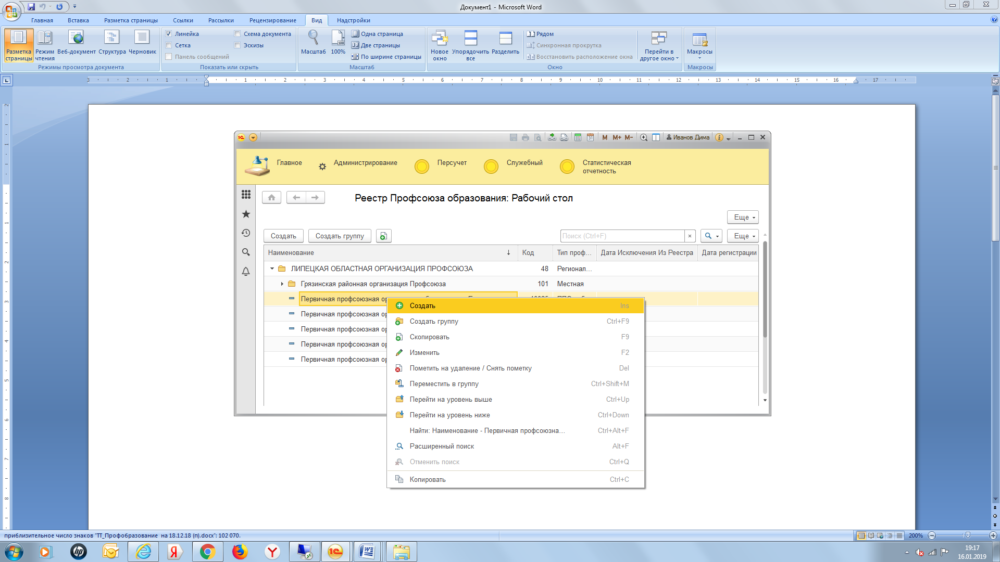 Документ1 - Microsoft Word
Главная Вставка Разметка страницы Ссылки Рассылки Рецензирование Вид Надстройки
Разметка страницы
Режим чтения
Веб-документ
Структура
Черновик
Режимы просмотра документа
Линейка
Сетка
Панель сообщений
Схема документа
Эскизы
Показать или скрыть
Масштаб
100%
Одна страница
Две страницы
По ширине страницы
Масштаб
Новое окно
Упорядочить все
Разделить
Рядом
Синхронная прокрутка
Восстановить расположение окна
Перейти в другое окно
Окно
Макросы
Макросы
3 2 1 1 2 3 4 5 6 7 8 9 10 11 12 13 14 15 16 17
M M+ M- Иванов Дима
Главное
Администрирование
Персучет
Служебный
Статистическая
отчетность
Реестр Профсоюза образования: Рабочий стол
Еще
Создать Создать группу Поиск (Ctrl+F) × Еще
Наименование ↓ Код Тип проф... Дата Исключения Из Реестра Дата регистрации
ЛИПЕЦКАЯ ОБЛАСТНАЯ ОРГАНИЗАЦИЯ ПРОФСОЮЗА 48 Регионал...
Грязинская районная организация Профсоюза 101 Местная
Первичная профсоюзная ор
Первичная профсоюзная ор
Первичная профсоюзная ор
Первичная профсоюзная ор
Первичная профсоюзная ор
Создать Ins
Создать группу Ctrl+F9
Скопировать F9
Изменить F2
Пометить на удаление / Снять пометку Del
Переместить в группу Ctrl+Shift+M
Перейти на уровень выше Ctrl+Up
Перейти на уровень ниже Ctrl+Down
Найти: Наименование - Первичная профсоюзна... Ctrl+Alt+F
Расширенный поиск Alt+F
Отменить поиск Ctrl+Q
Копировать Ctrl+C
приблизительное число знаков "ТТ_Профобразование на 18.12.18 (п).docx": 102 070.
200%
19:17
16.01.2019